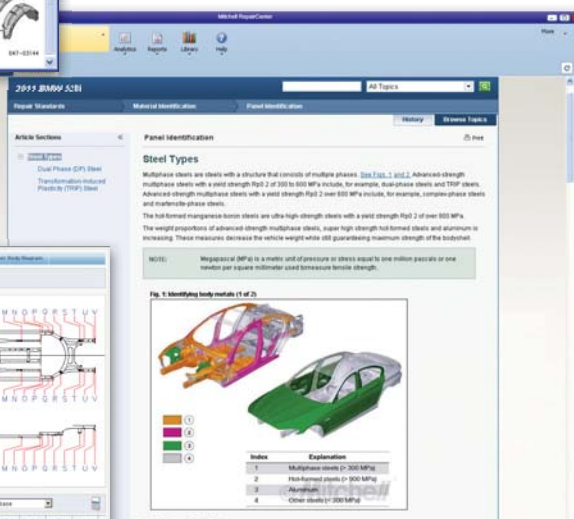 Mitchell RepairCenter
047-03144
Analytics
Reports
Library
Help
More
2011 BMW 528i
All Topics
Repair Standards
Material Identification
Panel Identification
History
Browse Topics
Article Sections
Steel Types
Dual Phase (DP) Steel
Transformation-Induced
Plasticity (TRIP) Steel
Panel Identification
Print
Steel Types
Multiphase steels are steels with a structure that consists of multiple phases. See Figs. 1 and 2. Advanced-strength
multiphase steels with a yield strength Rp0.2 of 300 to 600 MPa include, for example, dual-phase steels and TRIP steels.
Advanced-strength multiphase steels with a yield strength Rp0.2 over 600 MPa include, for example, complex-phase steels
and martensite-phase steels.
The hot-formed manganese-boron steels are ultra-high-strength steels with a yield strength Rp0.2 of over 900 MPa.
The weight proportions of advanced-strength multiphase steels, super high strength hot-formed steels and aluminum is
increasing. These measures decrease the vehicle weight while still guaranteeing maximum strength of the bodyshell.
NOTE: Megapascal (MPa) is a metric unit of pressure or stress equal to one million pascals or one
newton per square millimeter used tomeasure tensile strength.
Fig. 1: Identifying body metals (1 of 2)
1
2
3
4
Index Explanation
1 Multiphase steels (> 300 MPa)
2 Hot-formed steels (> 900 MPa)
3 Aluminum
4 Other steels (< 300 MPa)
Mitchell
Body Diagram
M N O P Q R S T U V
M N O P Q R S T U V
M N O P Q R S T U V